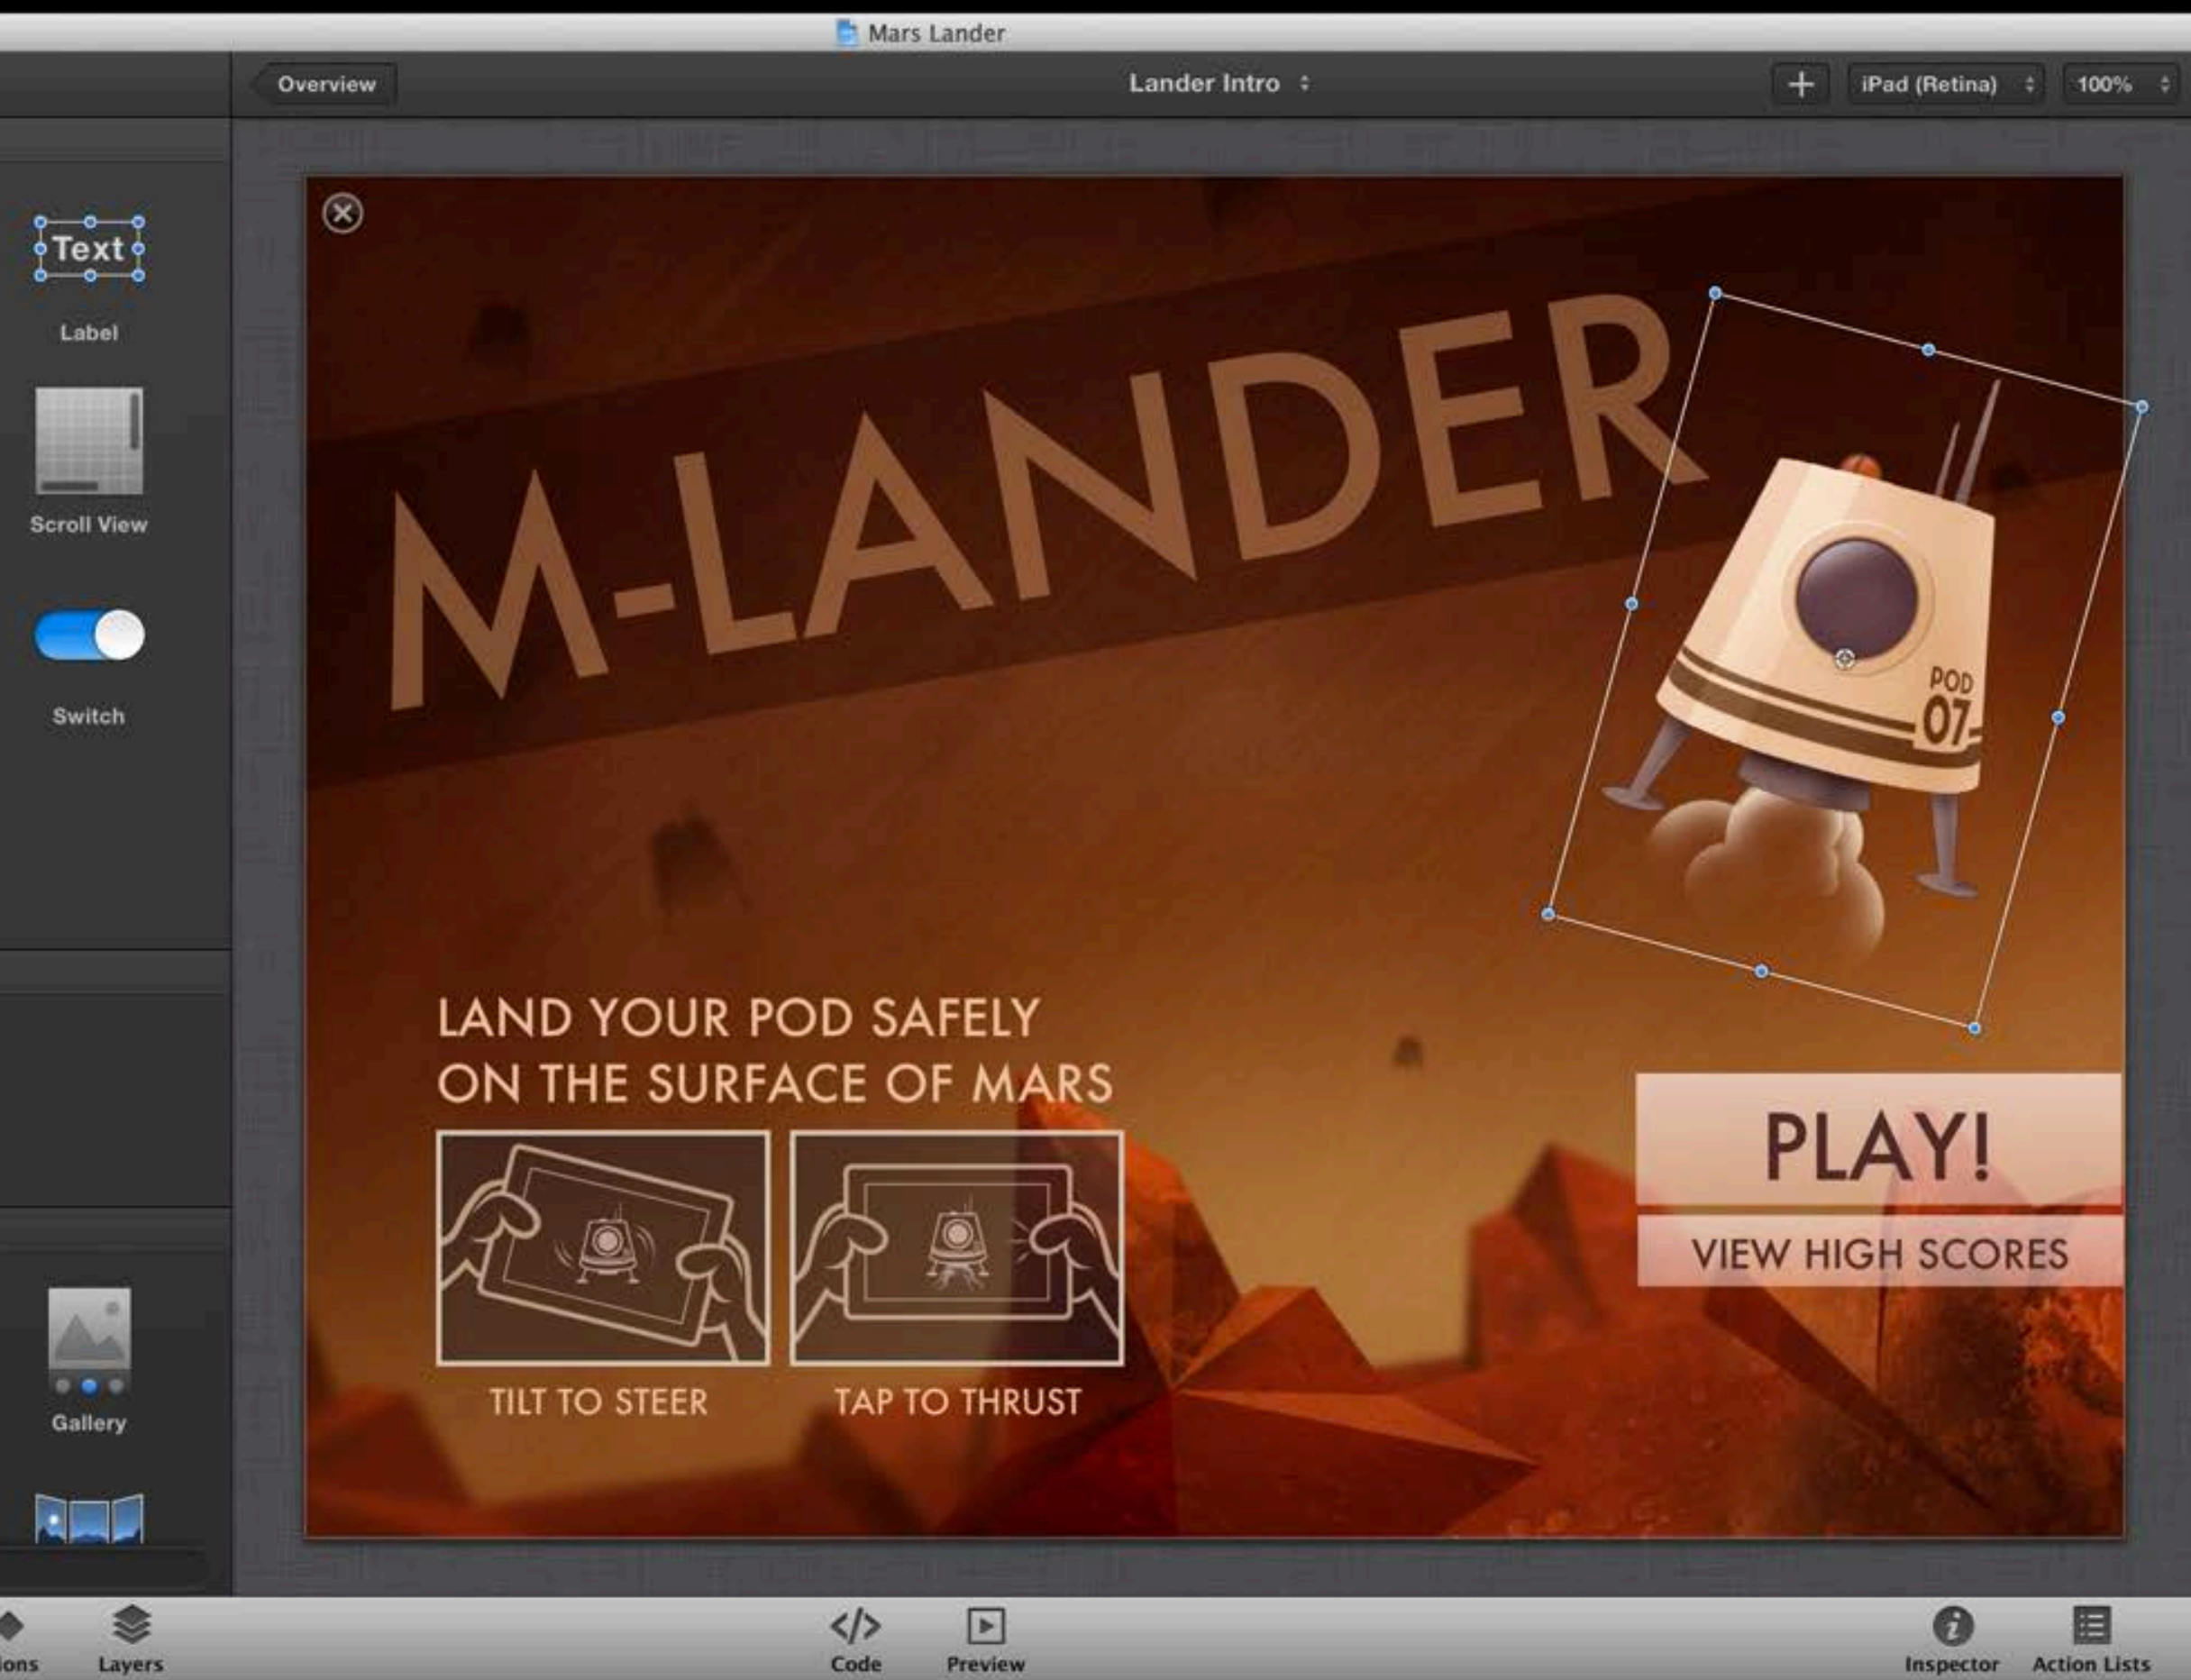 Mars Lander
Overview
Lander Intro
iPad (Retina)
100%
Text
Label
Scroll View
Switch
Gallery
M-LANDER
POD
07
LAND YOUR POD SAFELY
ON THE SURFACE OF MARS
TILT TO STEER
TAP TO THRUST
PLAY!
VIEW HIGH SCORES
Layers
Code
Preview
Inspector
Action Lists